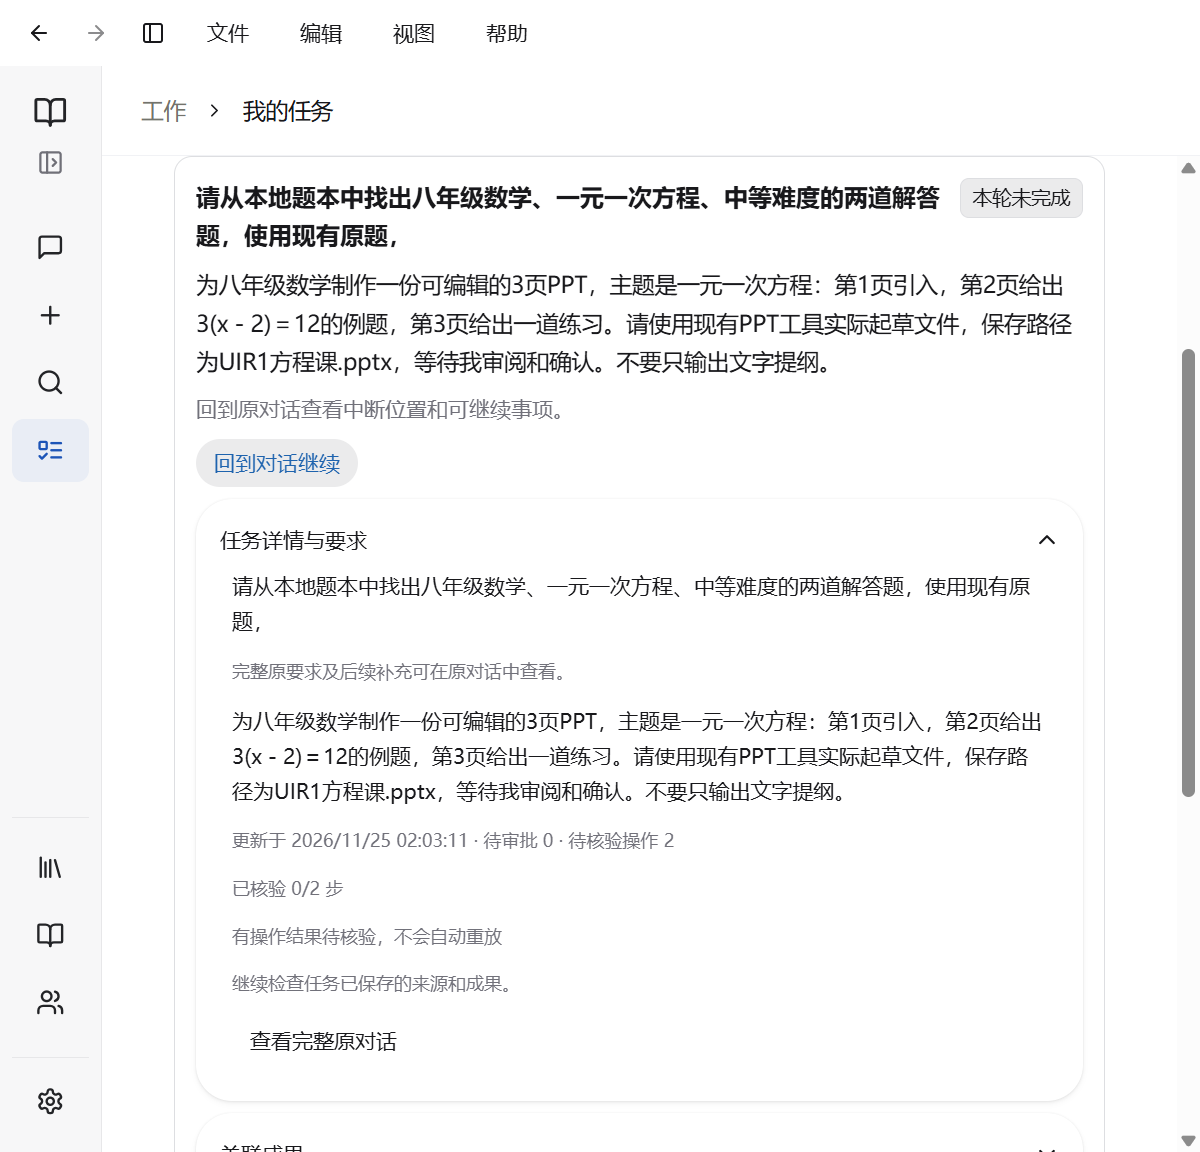 文件 编辑 视图 帮助
工作 > 我的任务
请从本地题本中找出八年级数学、一元一次方程、中等难度的两道解答
题，使用现有原题，
本轮未完成
为八年级数学制作一份可编辑的3页PPT，主题是一元一次方程：第1页引入，第2页给出
3(x - 2) = 12的例题，第3页给出一道练习。请使用现有PPT工具实际起草文件，保存路径
为UIR1方程课.pptx，等待我审阅和确认。不要只输出文字提纲。
回到原对话查看中断位置和可继续事项。
回到对话继续
任务详情与要求
请从本地题本中找出八年级数学、一元一次方程、中等难度的两道解答题，使用现有原
题，
完整原要求及后续补充可在原对话中查看。
为八年级数学制作一份可编辑的3页PPT，主题是一元一次方程：第1页引入，第2页给出
3(x - 2) = 12的例题，第3页给出一道练习。请使用现有PPT工具实际起草文件，保存路
径为UIR1方程课.pptx，等待我审阅和确认。不要只输出文字提纲。
更新于 2026/11/25 02:03:11 · 待审批 0 · 待核验操作 2
已核验 0/2 步
有操作结果待核验，不会自动重放
继续检查任务已保存的来源和成果。
查看完整原对话